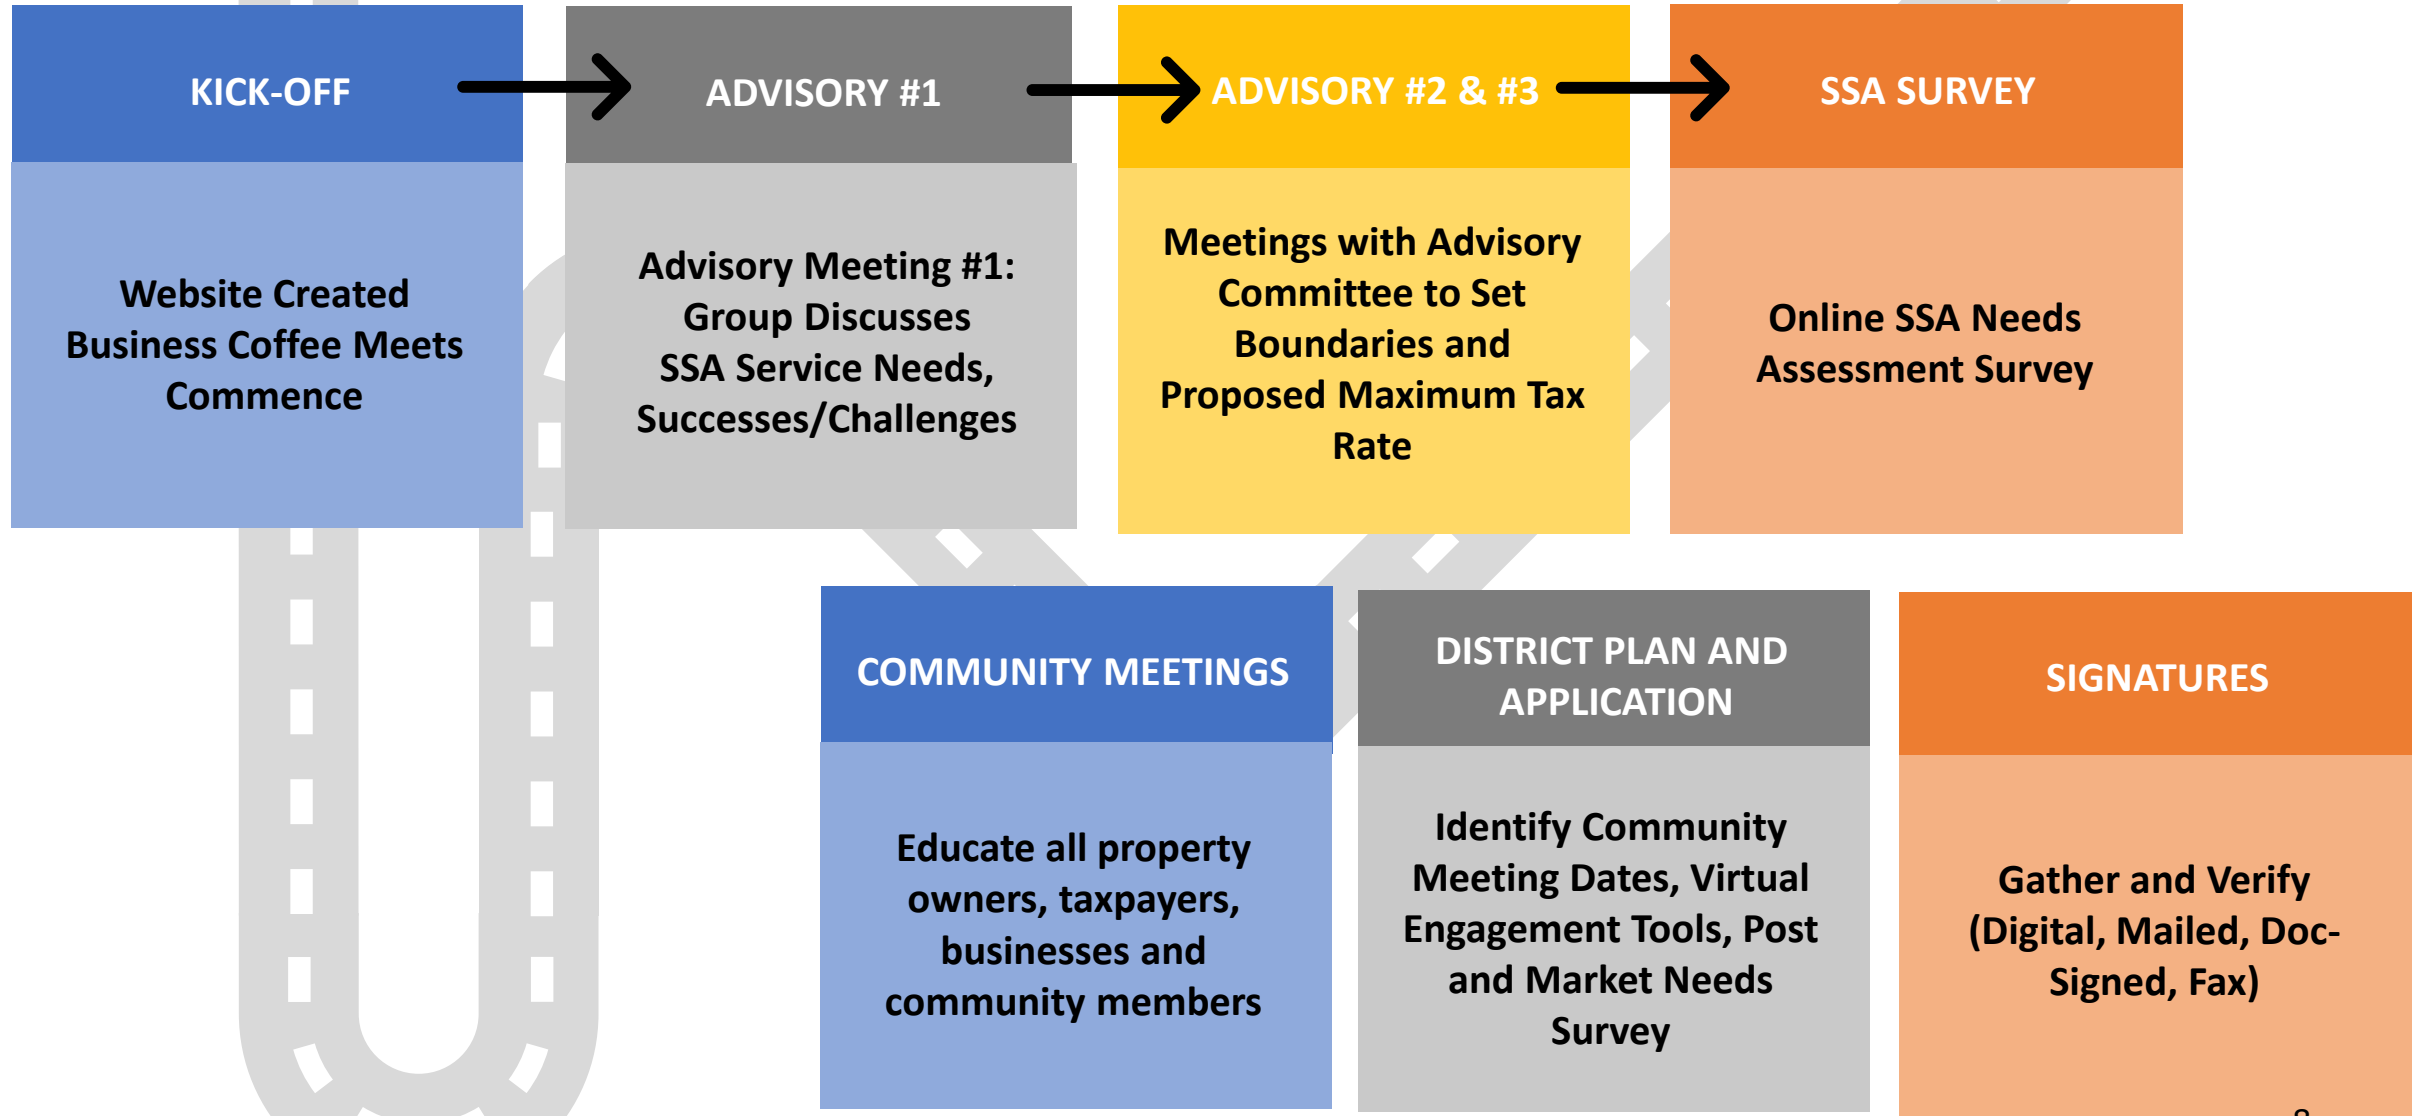 KICK-OFF
Website Created
Business Coffee Meets
Commence
ADVISORY #1
Advisory Meeting #1:
Group Discusses
SSA Service Needs,
Successes/Challenges
ADVISORY #2 & #3
Meetings with Advisory
Committee to Set
Boundaries and
Proposed Maximum Tax
Rate
SSA SURVEY
Online SSA Needs
Assessment Survey
COMMUNITY MEETINGS
Educate all property
owners, taxpayers,
businesses and
community members
DISTRICT PLAN AND
APPLICATION
Identify Community
Meeting Dates, Virtual
Engagement Tools, Post
and Market Needs
Survey
SIGNATURES
Gather and Verify
(Digital, Mailed, Doc-
Signed, Fax)